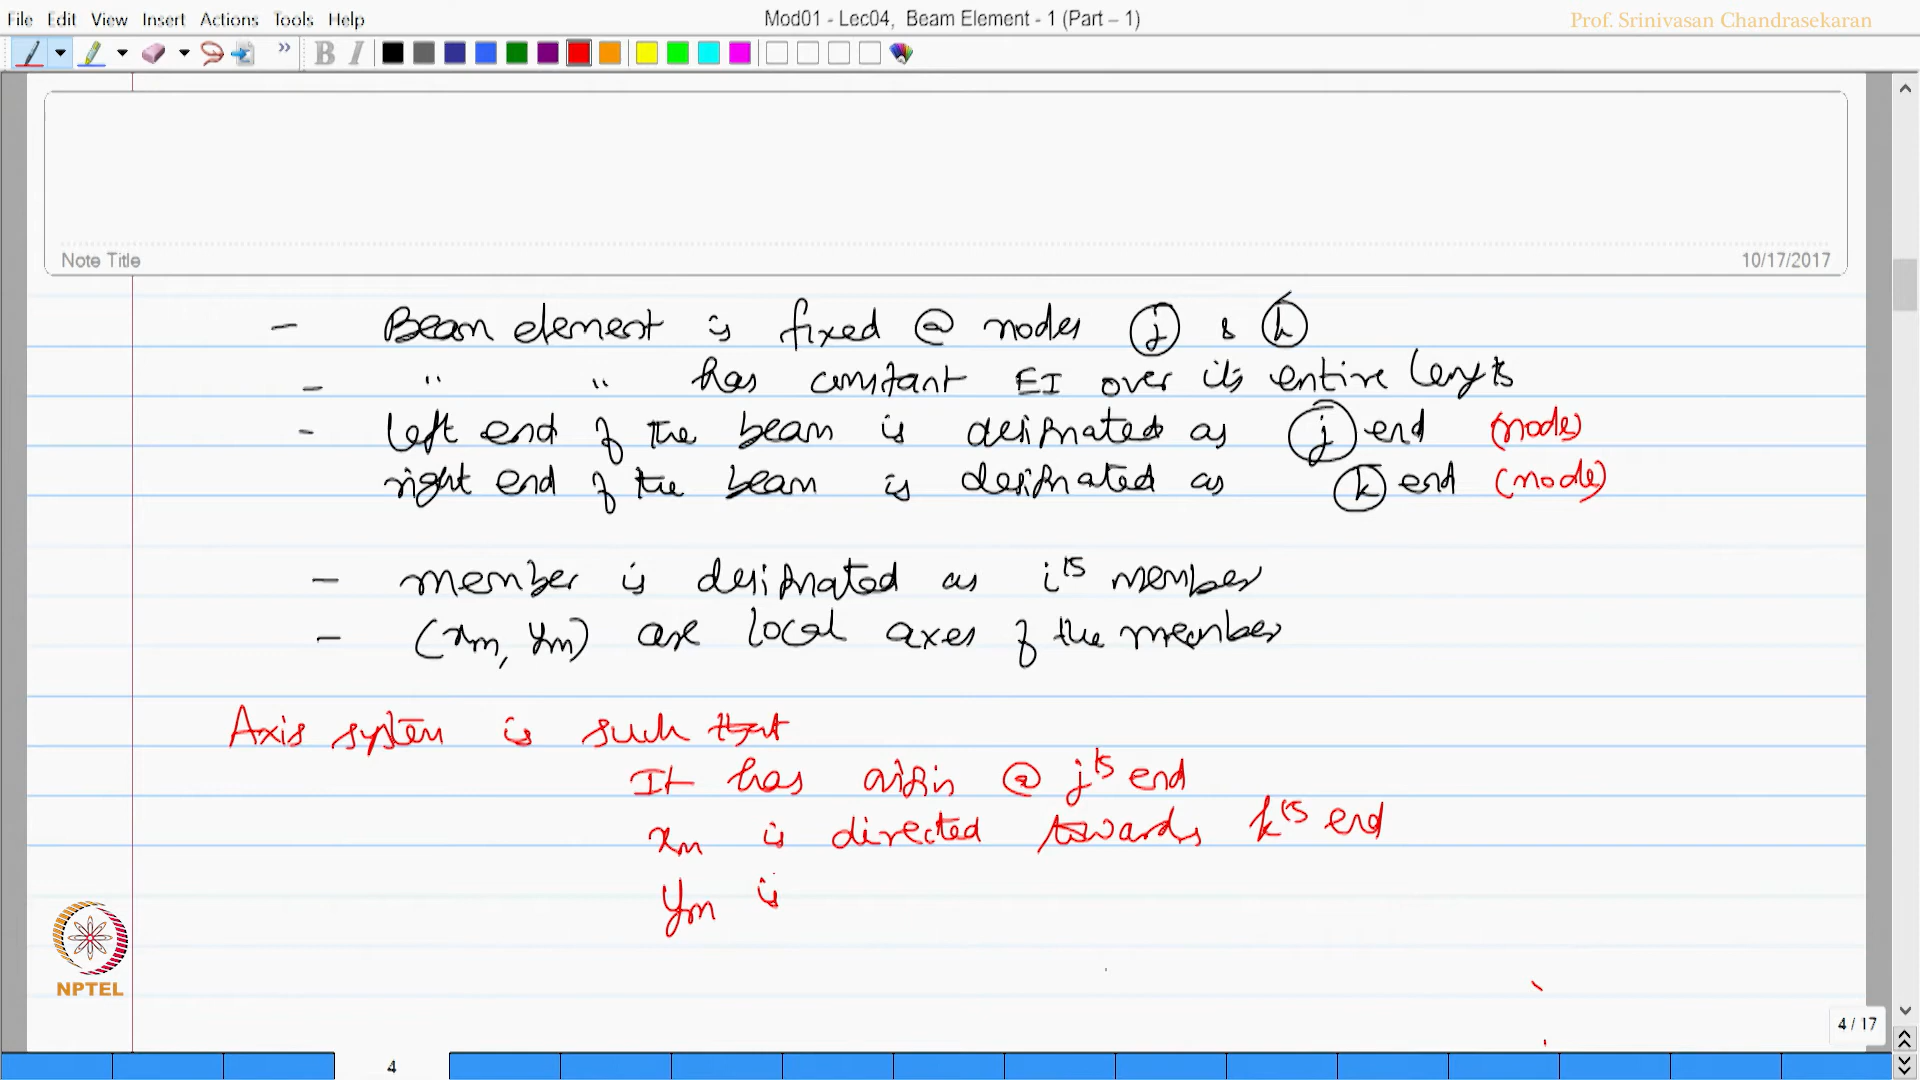 File Edit View Insert Actions Tools Help
Mod01 - Lec04, Beam Element - 1 (Part – 1)
Prof. Srinivasan Chandrasekaran
B I
Note Title
10/17/2017
- Beam element is fixed @ nodes j & k
- " " has constant EI over its entire length
- left end of the beam is designated as j end (node)
right end of the beam is designated as k end (node)
- member is designated as ith member
- (xm, ym) are local axes of the member
Axis system is such that
It has origin @ jth end
xm is directed towards kth end
ym is
NPTEL
4 / 17
4